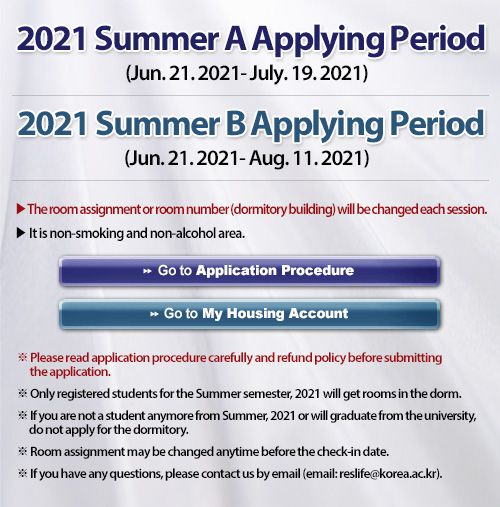 2021 Summer A Applying Period
(Jun. 21. 2021- July. 19. 2021)
2021 Summer B Applying Period
(Jun. 21. 2021- Aug. 11. 2021)
▶ The room assignment or room number (dormitory building) will be changed each session.
▶ It is non-smoking and non-alcohol area.
▸▸ Go to Application Procedure
▸▸ Go to My Housing Account
※ Please read application procedure carefully and refund policy before submitting
the application.
※ Only registered students for the Summer semester, 2021 will get rooms in the dorm.
※ If you are not a student anymore from Summer, 2021 or will graduate from the university,
do not apply for the dormitory.
※ Room assignment may be changed anytime before the check-in date.
※ If you have any questions, please contact us by email (email: reslife@korea.ac.kr).